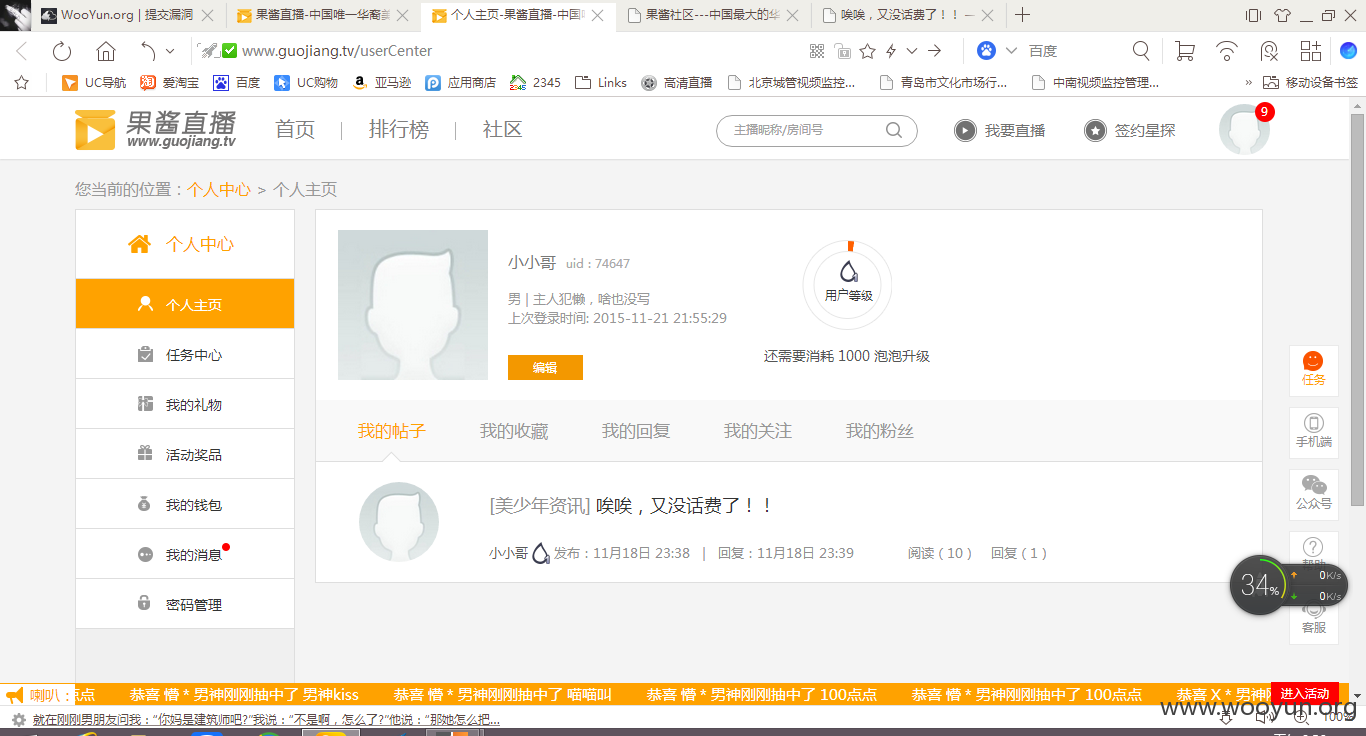 WooYun.org | 提交漏洞
果酱直播-中国唯一华裔美
个人主页-果酱直播-中国
果酱社区---中国最大的华
唉唉，又没话费了！！ –
www.guojiang.tv/userCenter
百度
UC导航
爱淘宝
百度
UC购物
亚马逊
应用商店
2345
Links
高清直播
北京城管视频监控...
青岛市文化市场行...
中南视频监控管理...
»
移动设备书签
果酱直播
www.guojiang.tv
首页
排行榜
社区
主播昵称/房间号
我要直播
签约星探
9
您当前的位置：个人中心 > 个人主页
个人中心
个人主页
任务中心
我的礼物
活动奖品
我的钱包
我的消息
密码管理
小小哥 uid : 74647
男 | 主人犯懒，啥也没写
上次登录时间: 2015-11-21 21:55:29
编辑
用户等级
还需要消耗 1000 泡泡升级
我的帖子
我的收藏
我的回复
我的关注
我的粉丝
[美少年资讯] 唉唉，又没话费了！！
小小哥 发布：11月18日 23:38 | 回复：11月18日 23:39 阅读 ( 10 ) 回复 ( 1 )
任务
手机端
公众号
帮助
客服
34%
0K/s
0K/s
喇叭：
点点
恭喜 懵 * 男神刚刚抽中了 男神kiss
恭喜 懵 * 男神刚刚抽中了 喵喵叫
恭喜 懵 * 男神刚刚抽中了 100点点
恭喜 懵 * 男神刚刚抽中了 100点点
恭喜 X * 男神
进入活动
就在刚刚男朋友问我："你妈是建筑师吧?"我说："不是啊，怎么了?"他说："那她怎么把...
100%
www.wooyun.org